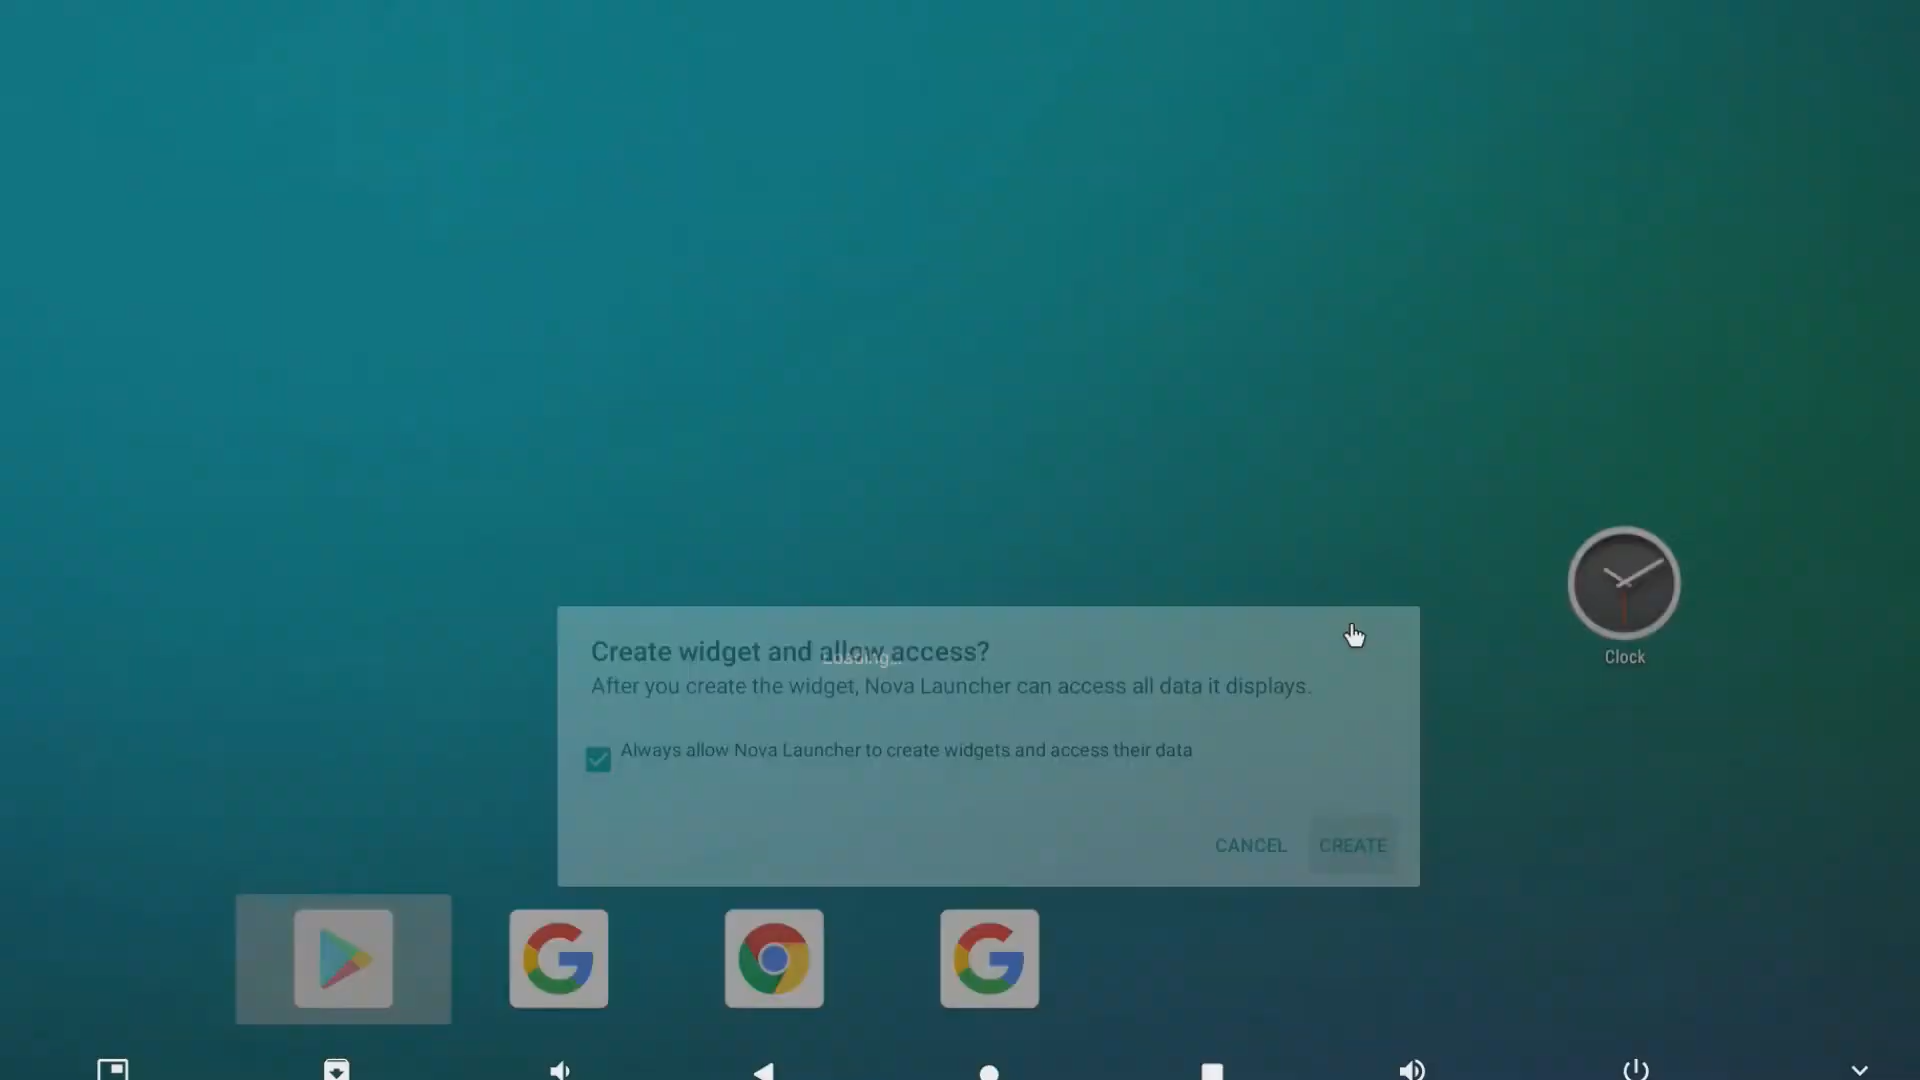 Create widget and allow access?
Loading...
After you create the widget, Nova Launcher can access all data it displays.
Clock
Always allow Nova Launcher to create widgets and access their data
CANCEL CREATE